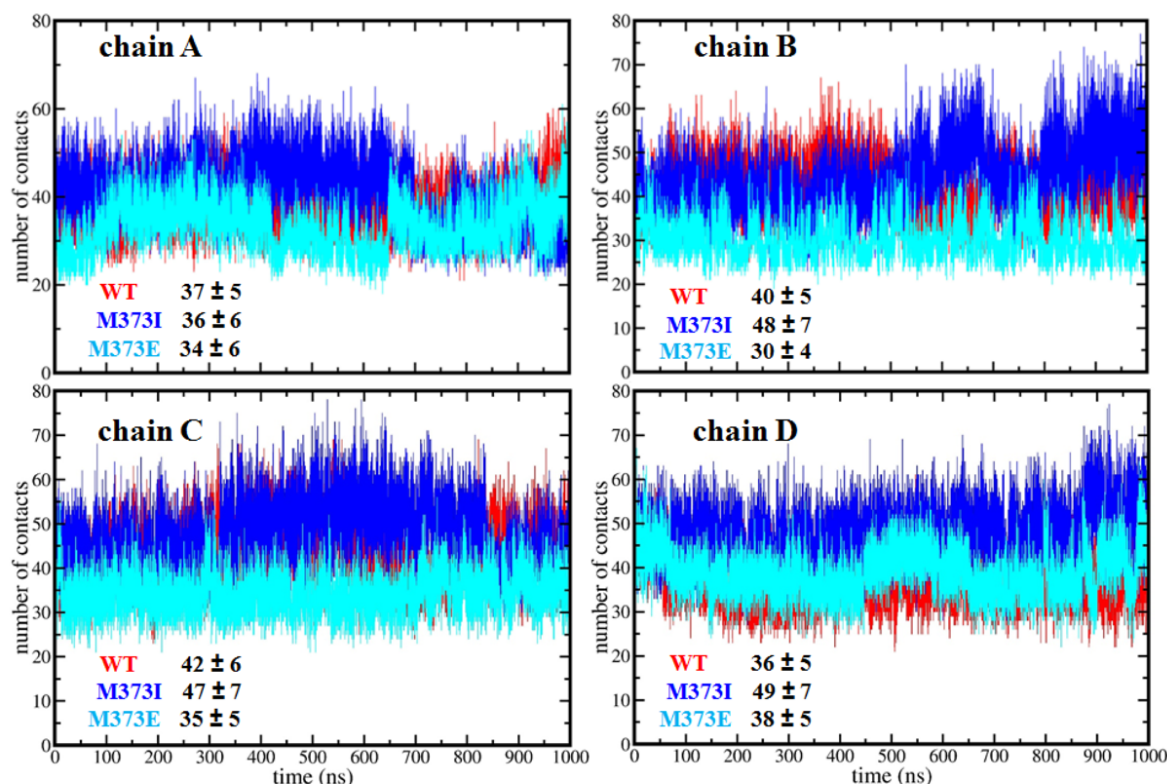 chain A
number of contacts
80
60
40
20
0
WT 37 ± 5
M373I 36 ± 6
M373E 34 ± 6
chain B
number of contacts
80
70
60
50
40
30
20
10
0
WT 40 ± 5
M373I 48 ± 7
M373E 30 ± 4
chain C
number of contacts
80
70
60
50
40
30
20
10
0
WT 42 ± 6
M373I 47 ± 7
M373E 35 ± 5
0 100 200 300 400 500 600 700 800 900 1000
time (ns)
chain D
number of contacts
80
70
60
50
40
30
20
10
0
WT 36 ± 5
M373I 49 ± 7
M373E 38 ± 5
0 100 200 300 400 500 600 700 800 900 1000
time (ns)